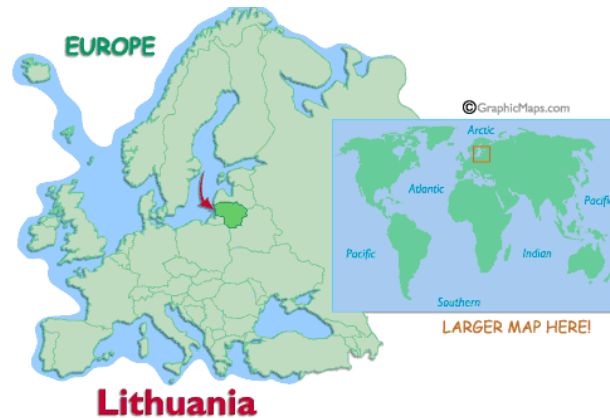 EUROPE
©GraphicMaps.com
Arctic
Atlantic
Pacific
Pacific
Indian
Southern
LARGER MAP HERE!
Lithuania